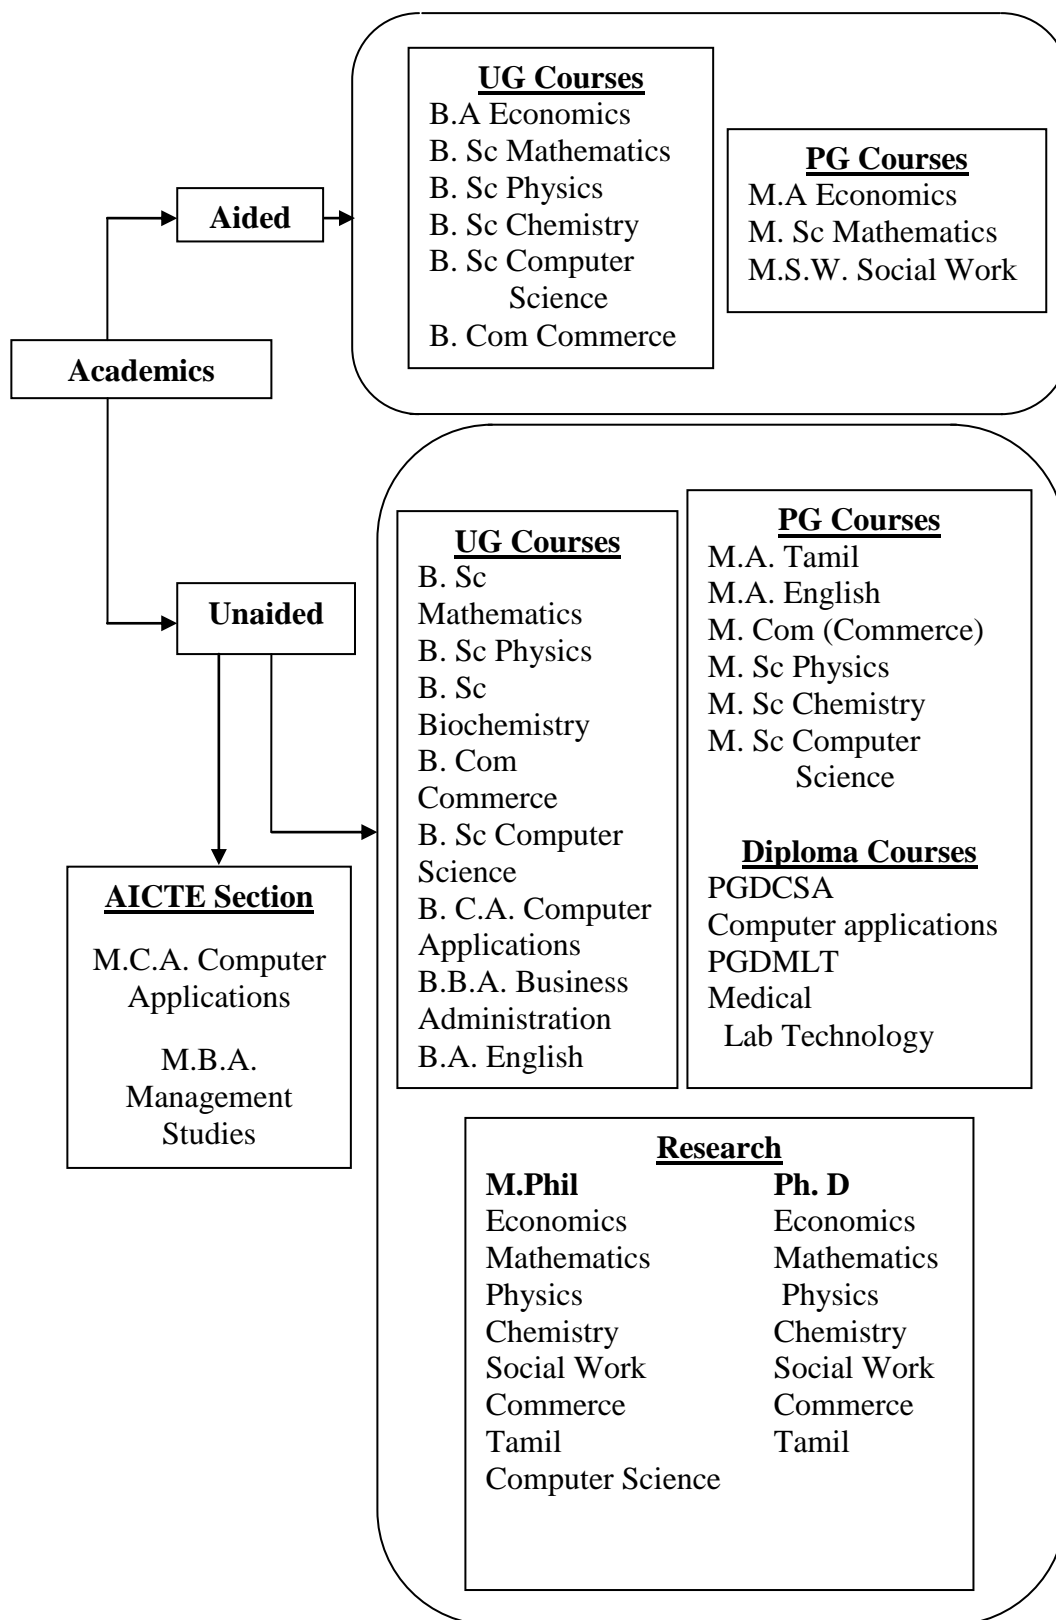 UG Courses
B.A Economics
B. Sc Mathematics
B. Sc Physics
B. Sc Chemistry
B. Sc Computer
Science
B. Com Commerce
PG Courses
M.A Economics
M. Sc Mathematics
M.S.W. Social Work
Aided
Academics
Unaided
UG Courses
B. Sc
Mathematics
B. Sc Physics
B. Sc
Biochemistry
B. Com
Commerce
B. Sc Computer
Science
B. C.A. Computer
Applications
B.B.A. Business
Administration
B.A. English
PG Courses
M.A. Tamil
M.A. English
M. Com (Commerce)
M. Sc Physics
M. Sc Chemistry
M. Sc Computer
Science
Diploma Courses
PGDCSA
Computer applications
PGDMLT
Medical
Lab Technology
AICTE Section
M.C.A. Computer
Applications
M.B.A.
Management
Studies
Research
M.Phil Ph. D
Economics Economics
Mathematics Mathematics
Physics Physics
Chemistry Chemistry
Social Work Social Work
Commerce Commerce
Tamil Tamil
Computer Science